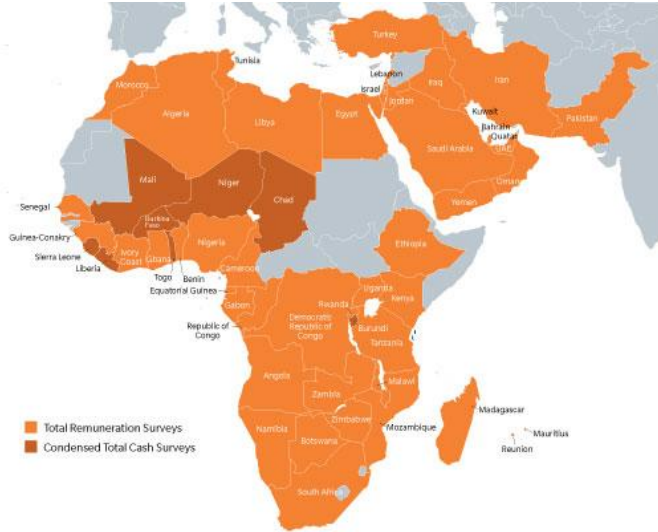 Turkey
Tunisia
Lebanon
Israel
Iraq
Iran
Jordan
Morocco
Algeria
Libya
Egypt
Kuwait
Bahrain
Quatar
UAE
Pakistan
Saudi Arabia
Oman
Yemen
Mali
Niger
Chad
Senegal
Burkina
Faso
Guinea-Conakry
Sierra Leone
Liberia
Ivory
Coast
Ghana
Togo
Benin
Nigeria
Cameroon
Ethiopia
Equatorial Guinea
Gabon
Republic of
Congo
Democratic
Republic of
Congo
Uganda
Kenya
Rwanda
Burundi
Tanzania
Angola
Zambia
Malawi
Mozambique
Zimbabwe
Namibia
Botswana
South Africa
Madagascar
Mauritius
Reunion
Total Remuneration Surveys
Condensed Total Cash Surveys